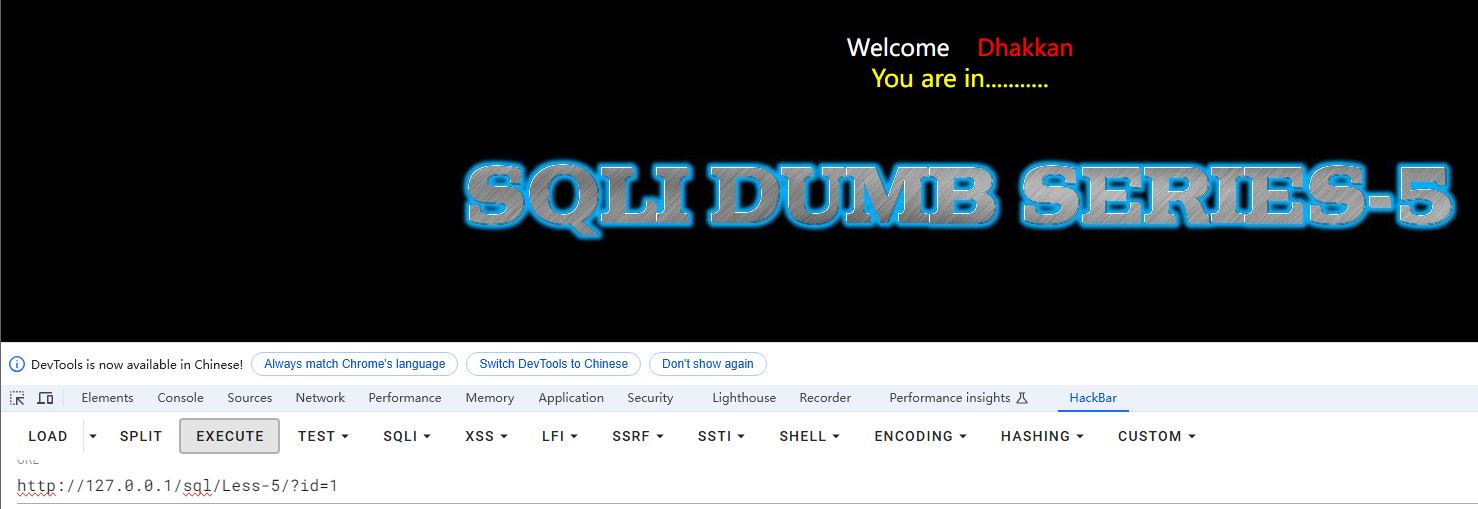 Welcome Dhakkan
You are in...........
SQLI DUMB SERIES-5
DevTools is now available in Chinese! Always match Chrome's language Switch DevTools to Chinese Don't show again
Elements Console Sources Network Performance Memory Application Security Lighthouse Recorder Performance insights HackBar
LOAD SPLIT EXECUTE TEST SQLI XSS LFI SSRF SSTI SHELL ENCODING HASHING CUSTOM
URL
http://127.0.0.1/sql/Less-5/?id=1